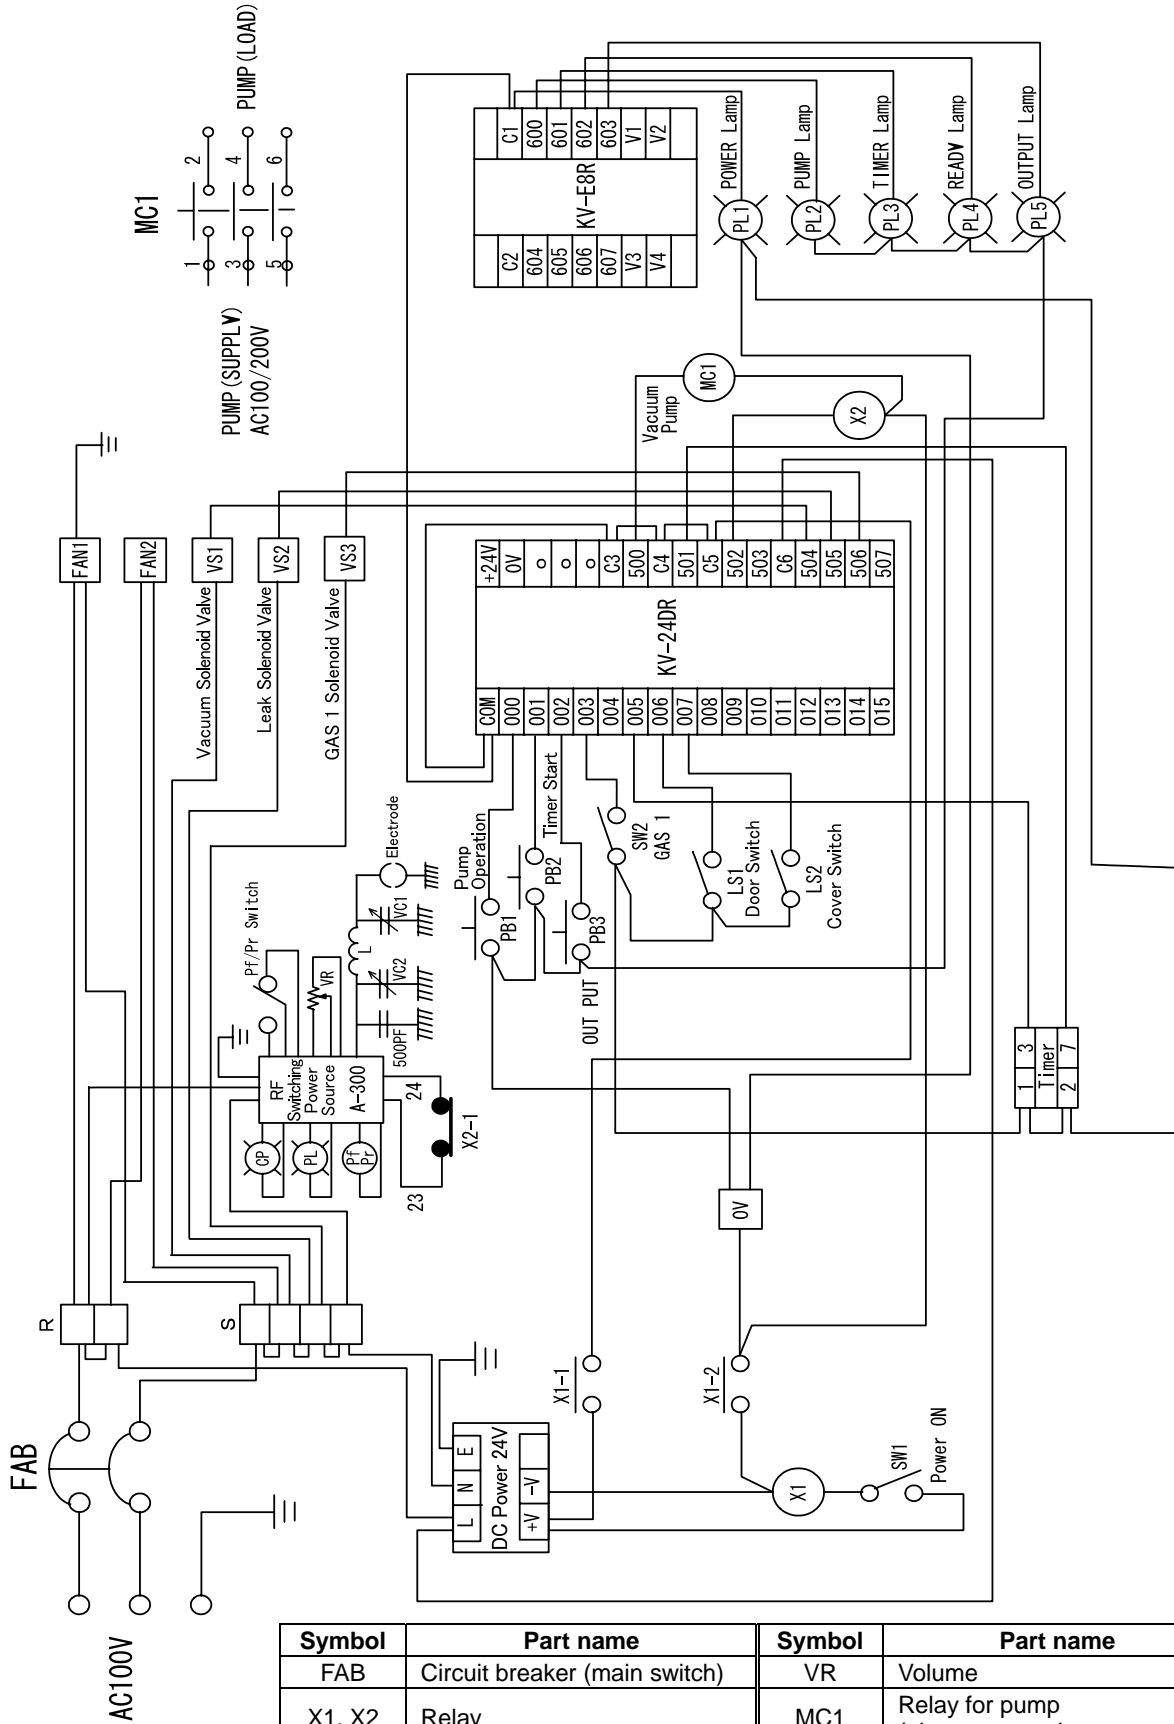 MC1
PUMP(LOAD)
1 2
3 4
5 6
PUMP(SUPPLV)
AC100/200V
C1
600
601
602
603
V1
V2
KV-E8R
C2
604
605
606
607
V3
V4
POWER Lamp
PL1
PUMP Lamp
PL2
TIMER Lamp
PL3
READV Lamp
PL4
OUTPUT Lamp
PL5
Vacuum
Pump
MC1
X2
FAN1
FAN2
VS1
VS2
VS3
Vacuum Solenoid Valve
Leak Solenoid Valve
GAS 1 Solenoid Valve
+24V
0V
C3
500
C4
501
C5
502
503
C6
504
505
506
507
KV-24DR
COM
000
001
002
003
004
005
006
007
008
009
010
011
012
013
014
015
Pump
Operation
PB1
Timer Start
PB2
OUT PUT
PB3
SW2
GAS 1
LS1
Door Switch
LS2
Cover Switch
Electrode
VC1
L
VC2
500PF
Pf/Pr Switch
VR
RF
Switching
Power
Source
A-300
CP
PL
Pf
Pr
24
23
X2-1
1 3
Timer
2 7
0V
R
S
FAB
AC100V
L N E
DC Power 24V
+V -V
X1-1
X1-2
X1
SW1
Power ON
Symbol Part name Symbol Part name
FAB Circuit breaker (main switch) VR Volume
X1, X2 Relay MC1 Relay for pump